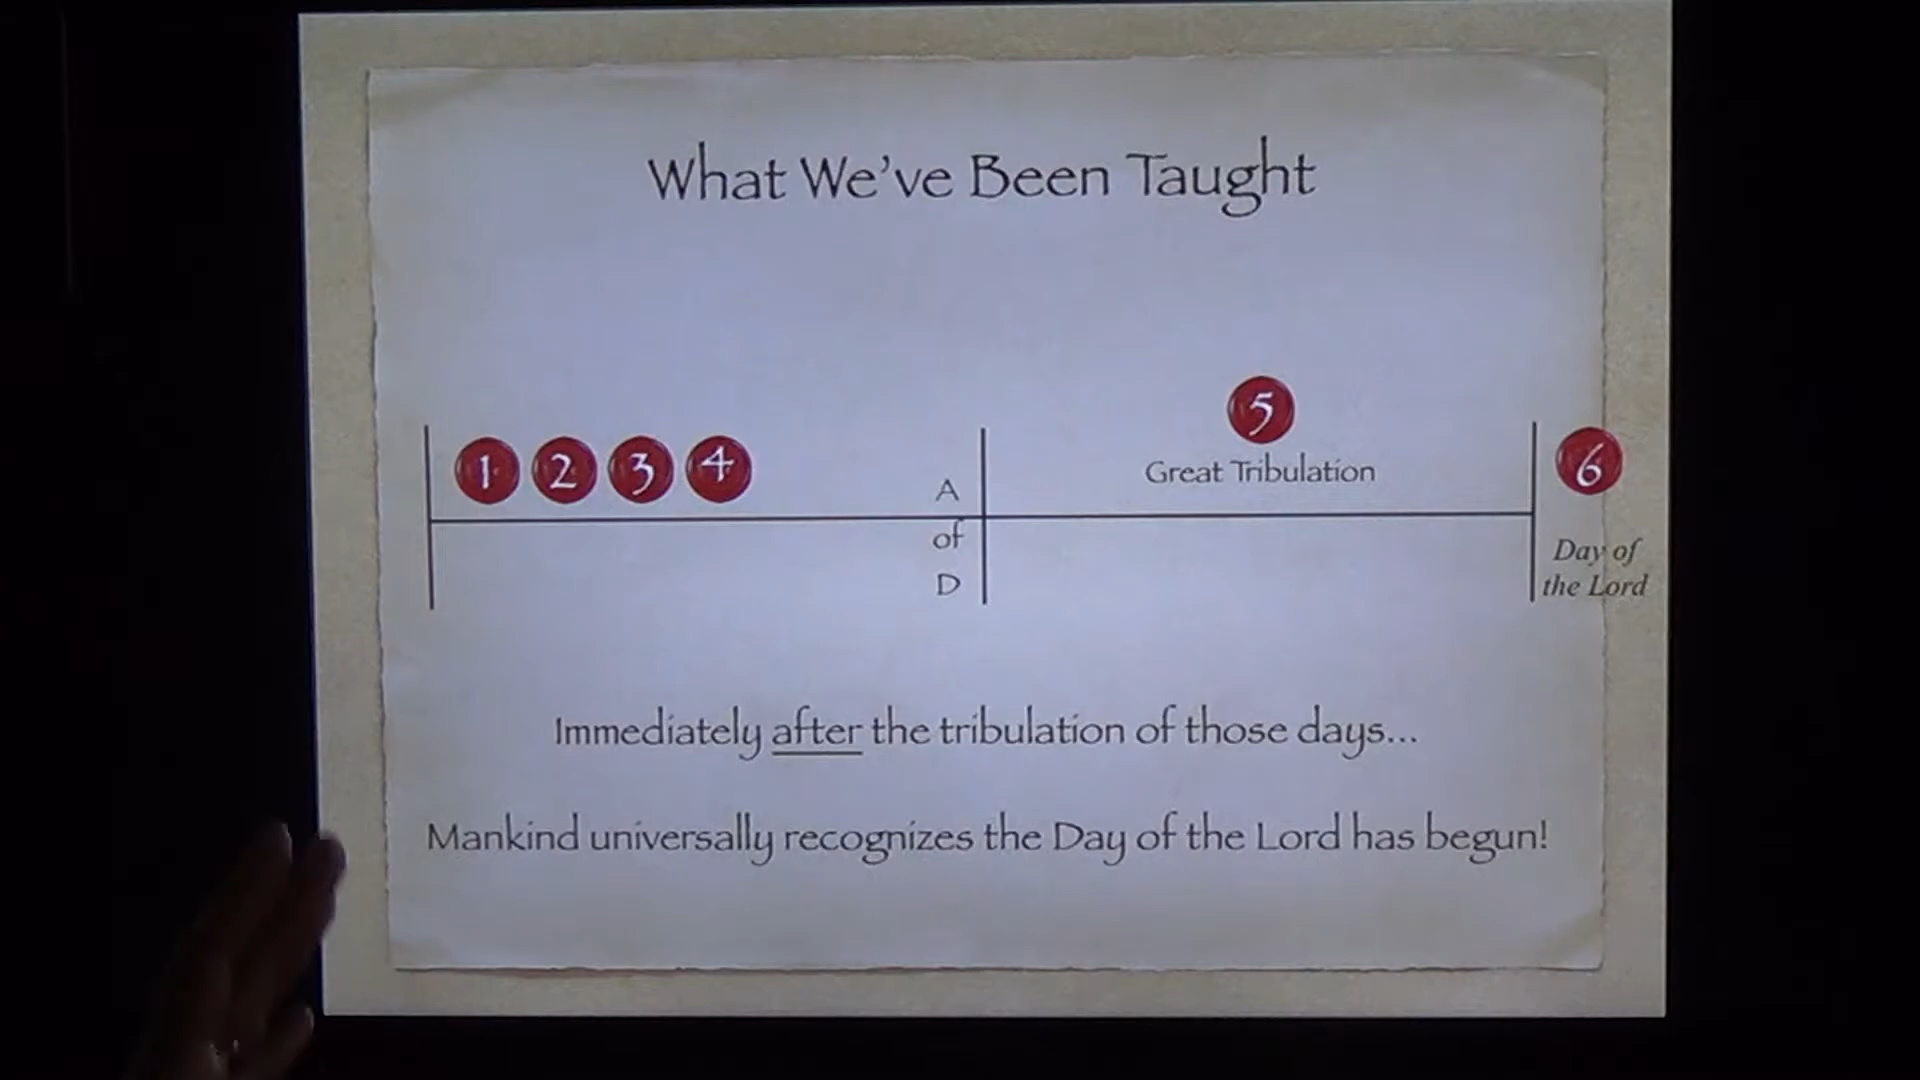 What We've Been Taught
1 2 3 4
A
of
D
5
Great Tribulation
6
Day of
the Lord
Immediately after the tribulation of those days...
Mankind universally recognizes the Day of the Lord has begun!